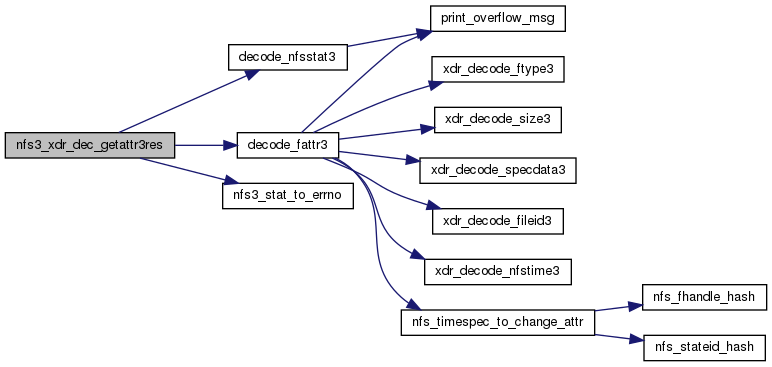 print_overflow_msg
decode_nfsstat3
xdr_decode_ftype3
xdr_decode_size3
nfs3_xdr_dec_getattr3res
decode_fattr3
xdr_decode_specdata3
nfs3_stat_to_errno
xdr_decode_fileid3
xdr_decode_nfstime3
nfs_fhandle_hash
nfs_timespec_to_change_attr
nfs_stateid_hash